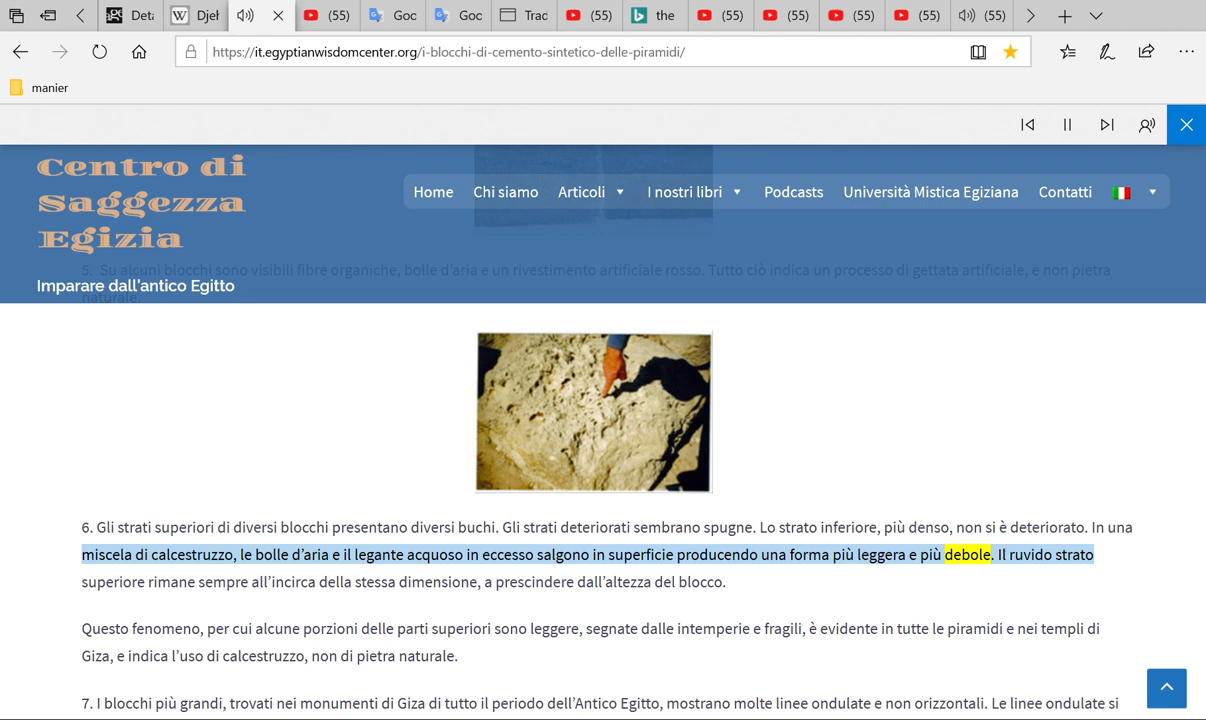 Deta
Djeh
(55)
Goc
Goc
Trac
(55)
the
(55)
(55)
(55)
(55)
(55)
https://it.egyptianwisdomcenter.org/i-blocchi-di-cemento-sintetico-delle-piramidi/
manier
Centro di
Saggezza
Egizia
Imparare dall'antico Egitto
Home Chi siamo Articoli I nostri libri Podcasts Università Mistica Egiziana Contatti
5. Su alcuni blocchi sono visibili fibre organiche, bolle d'aria e un rivestimento artificiale rosso. Tutto ciò indica un processo di gettata artificiale, e non pietra
naturale.
6. Gli strati superiori di diversi blocchi presentano diversi buchi. Gli strati deteriorati sembrano spugne. Lo strato inferiore, più denso, non si è deteriorato. In una
miscela di calcestruzzo, le bolle d'aria e il legante acquoso in eccesso salgono in superficie producendo una forma più leggera e più debole. Il ruvido strato
superiore rimane sempre all'incirca della stessa dimensione, a prescindere dall'altezza del blocco.
Questo fenomeno, per cui alcune porzioni delle parti superiori sono leggere, segnate dalle intemperie e fragili, è evidente in tutte le piramidi e nei templi di
Giza, e indica l'uso di calcestruzzo, non di pietra naturale.
7. I blocchi più grandi, trovati nei monumenti di Giza di tutto il periodo dell'Antico Egitto, mostrano molte linee ondulate e non orizzontali. Le linee ondulate si